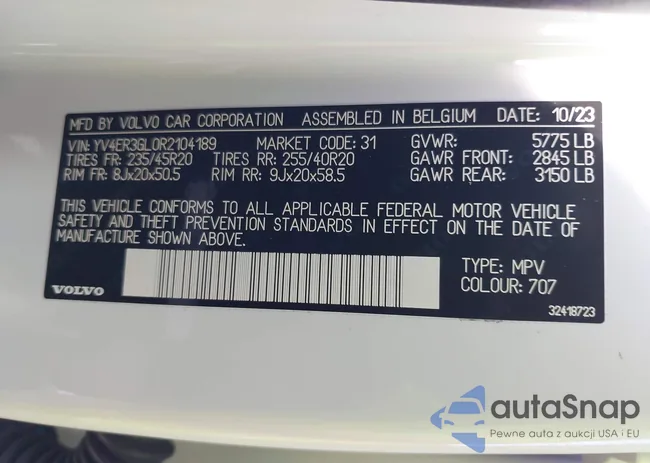 MFD BY VOLVO CAR CORPORATION ASSEMBLED IN BELGIUM DATE: 10/23
VIN: YV4ER3GL0R2104189 MARKET CODE: 31 GVWR: 5775 LB
TIRES FR: 235/45R20 TIRES RR: 255/40R20 GAWR FRONT: 2845 LB
RIM FR: 8Jx20x50.5 RIM RR: 9Jx20x58.5 GAWR REAR: 3150 LB
THIS VEHICLE CONFORMS TO ALL APPLICABLE FEDERAL MOTOR VEHICLE
SAFETY AND THEFT PREVENTION STANDARDS IN EFFECT ON THE DATE OF
MANUFACTURE SHOWN ABOVE.
TYPE: MPV
COLOUR: 707
VOLVO
32418723
autoSnap
Pewne auta z aukcji USA i EU